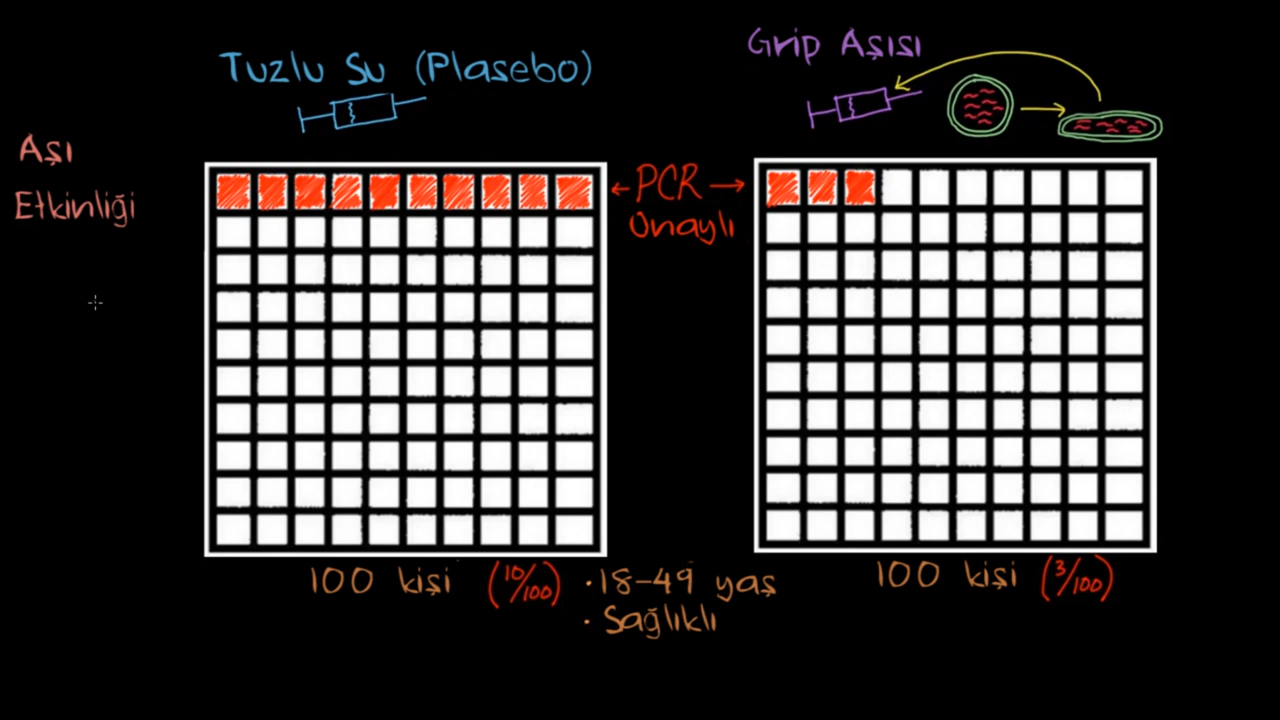 Tuzlu Su (Plasebo)
Grip Aşısı
Aşı
Etkinliği
←PCR→
Onaylı
100 kişi (10/100)
• 18-49 yaş
• Sağlıklı
100 kişi (3/100)